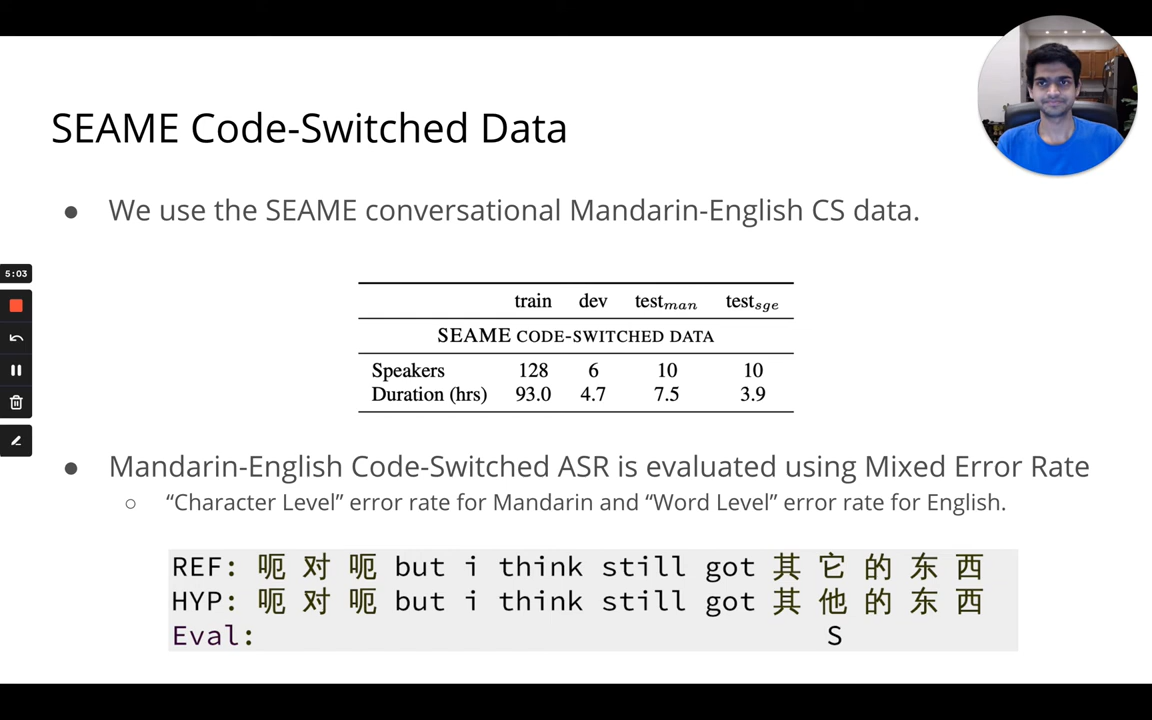 SEAME Code-Switched Data
● We use the SEAME conversational Mandarin-English CS data.
5:03
train dev testman testsge
SEAME CODE-SWITCHED DATA
Speakers 128 6 10 10
Duration (hrs) 93.0 4.7 7.5 3.9
● Mandarin-English Code-Switched ASR is evaluated using Mixed Error Rate
○ “Character Level” error rate for Mandarin and “Word Level” error rate for English.
REF: 呃 对 呃 but i think still got 其 它 的 东 西
HYP: 呃 对 呃 but i think still got 其 他 的 东 西
Eval: S